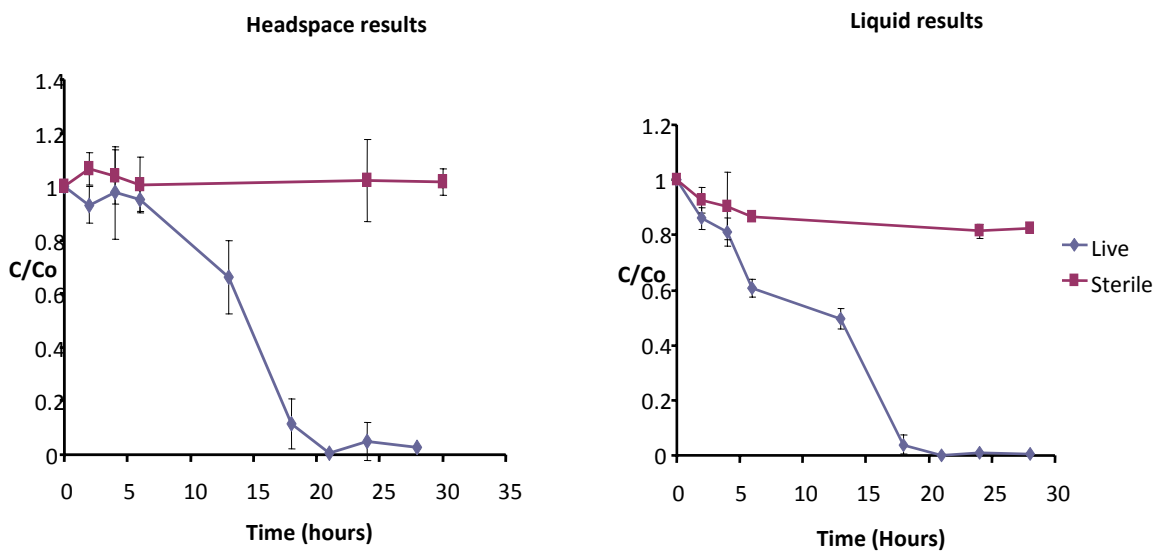 Headspace results
1.4
1.2
1
0.8
C/Co
0.6
0.4
0.2
0
0 5 10 15 20 25 30 35
Time (hours)
Liquid results
1.2
1
0.8
C/Co
0.6
0.4
0.2
0
0 5 10 15 20 25 30
Time (Hours)
Live
Sterile